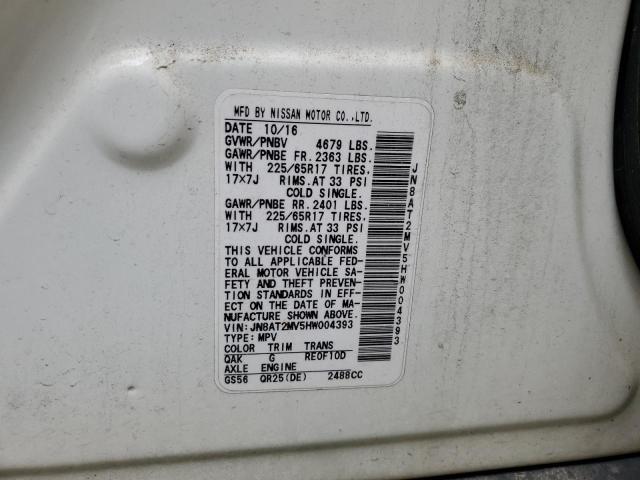 MFD BY NISSAN MOTOR CO.,LTD.
DATE 10/16
GVWR/PNBV 4679 LBS.
GAWR/PNBE FR. 2363 LBS.
WITH 225/65R17 TIRES,
17×7J RIMS.AT 33 PSI
COLD SINGLE.
GAWR/PNBE RR. 2401 LBS.
WITH 225/65R17 TIRES,
17×7J RIMS.AT 33 PSI
COLD SINGLE.
THIS VEHICLE CONFORMS
TO ALL APPLICABLE FED-
ERAL MOTOR VEHICLE SA-
FETY AND THEFT PREVEN-
TION STANDARDS IN EFF-
ECT ON THE DATE OF MA-
NUFACTURE SHOWN ABOVE.
VIN: JN8AT2MV5HW004393
TYPE: MPV
COLOR TRIM TRANS
QAK G RE0F10D
AXLE ENGINE
GS56 QR25(DE) 2488CC
JN8AT2MV5HW004393